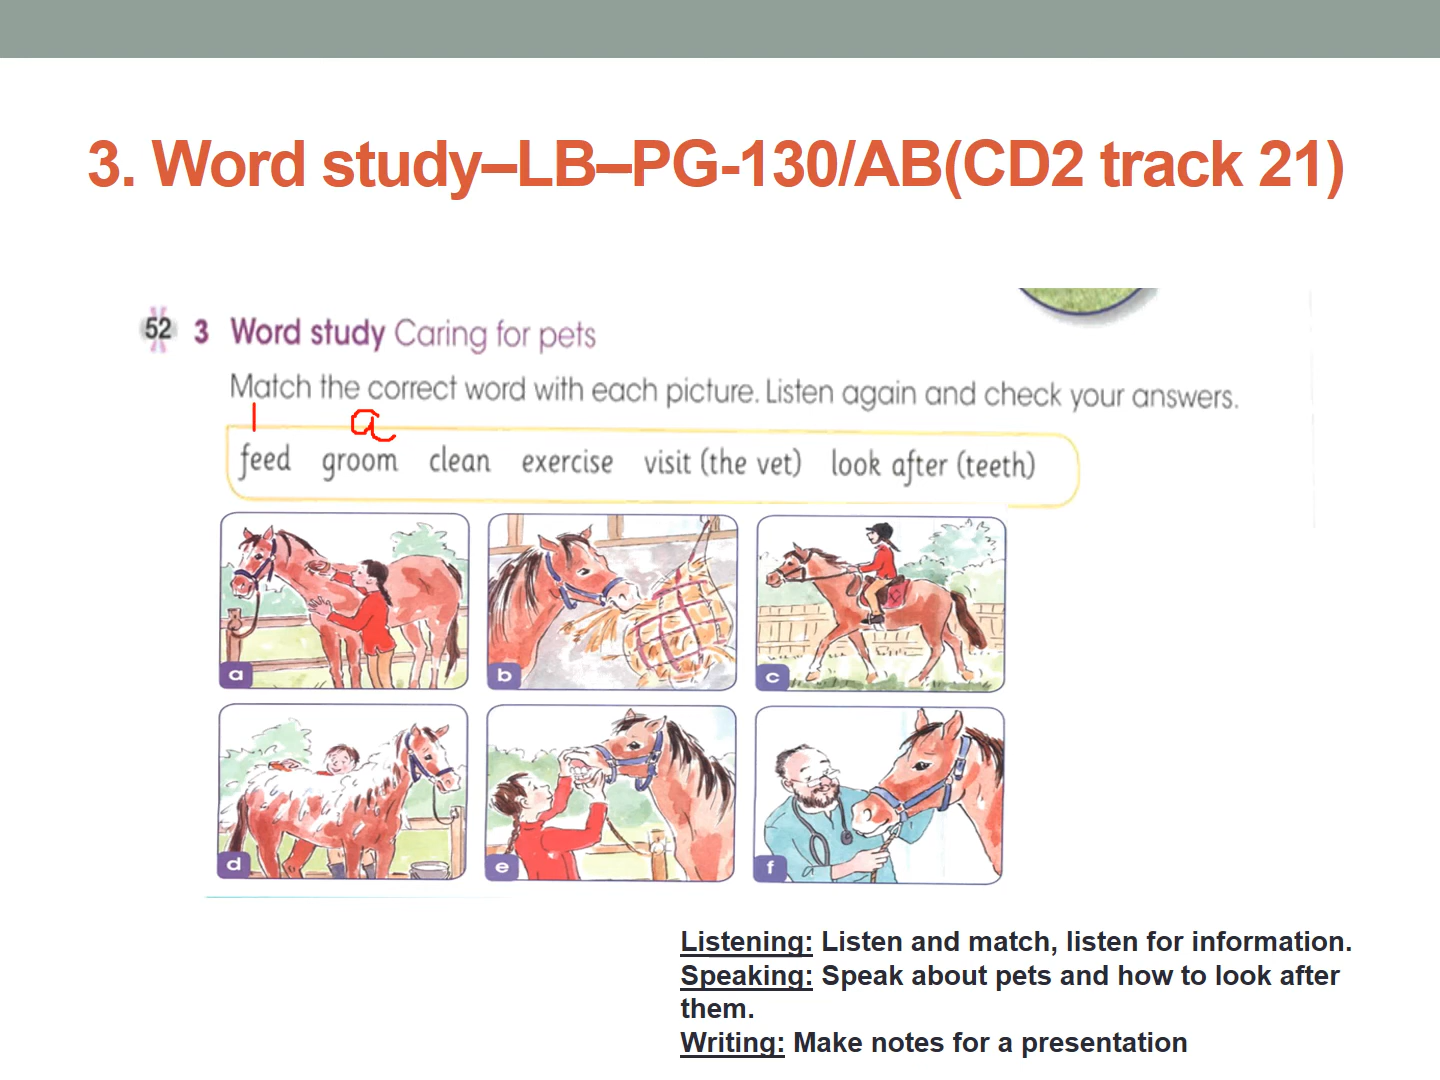 3. Word study–LB–PG-130/AB(CD2 track 21)
52 3 Word study Caring for pets
Match the correct word with each picture. Listen again and check your answers.
a
feed groom clean exercise visit (the vet) look after (teeth)
a b c
d e f
Listening: Listen and match, listen for information.
Speaking: Speak about pets and how to look after
them.
Writing: Make notes for a presentation